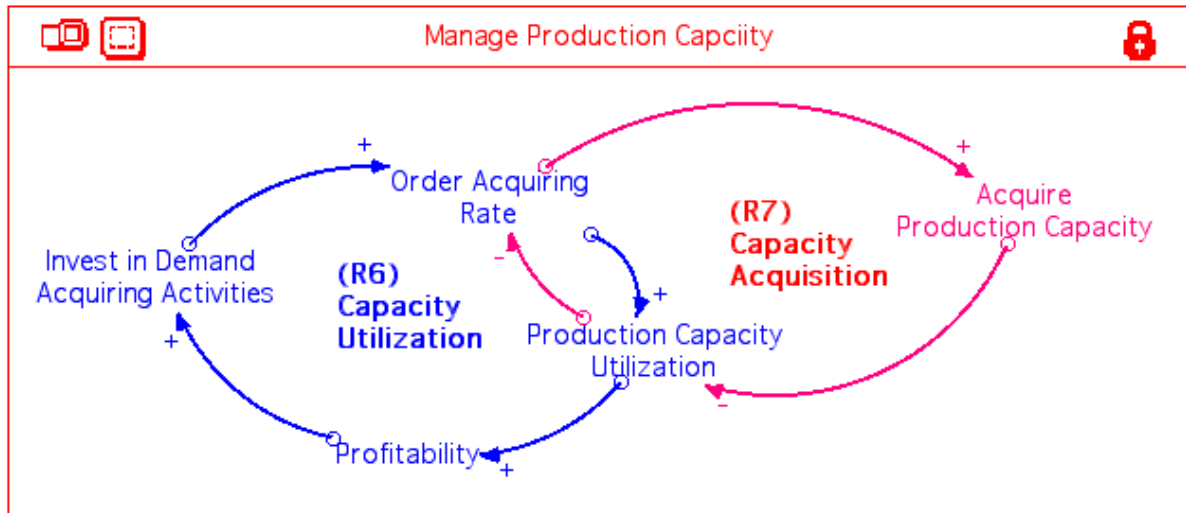 Manage Production Capciity
+
+
Order Acquiring
Rate
Acquire
Production Capacity
(R7)
Capacity
Acquisition
-
Invest in Demand
Acquiring Activities
(R6)
Capacity
Utilization
+
+
Production Capacity
Utilization
-
Profitability
+